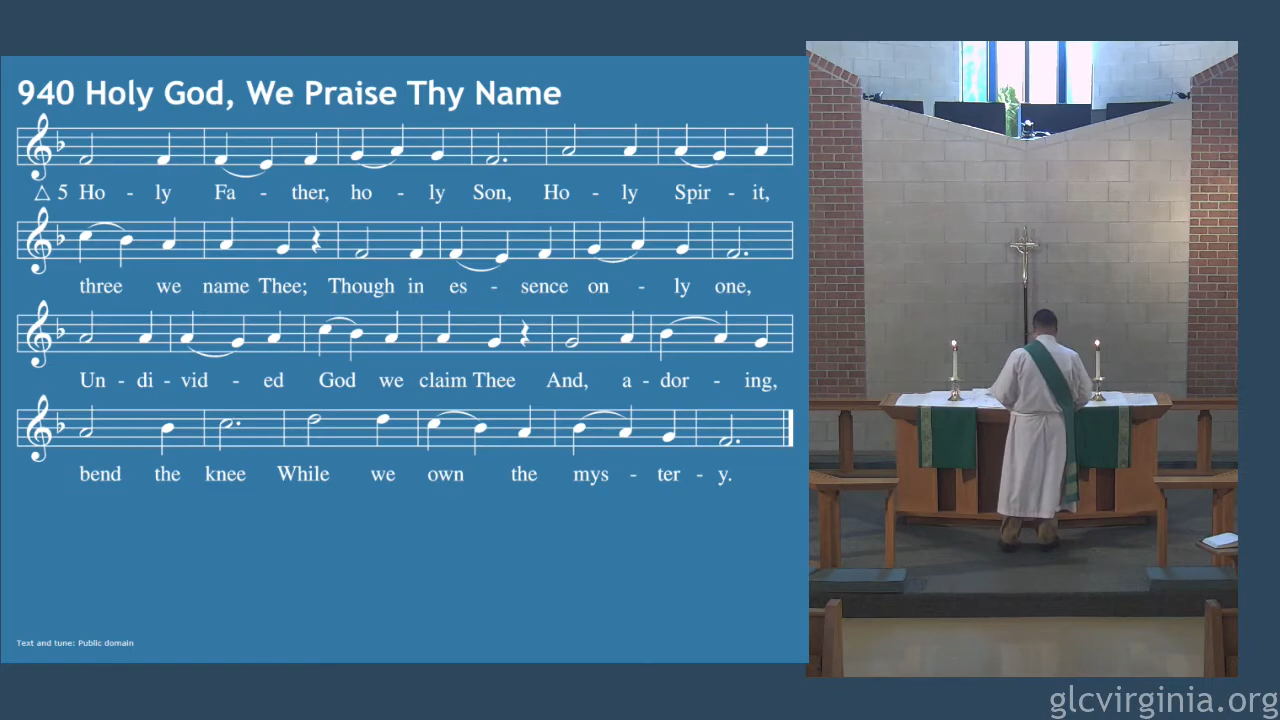 940 Holy God, We Praise Thy Name
△ 5 Ho - ly Fa - ther, ho - ly Son, Ho - ly Spir - it,
three we name Thee; Though in es - sence on - ly one,
Un - di - vid - ed God we claim Thee And, a - dor - ing,
bend the knee While we own the mys - ter - y.
Text and tune: Public domain
glcvirginia.org